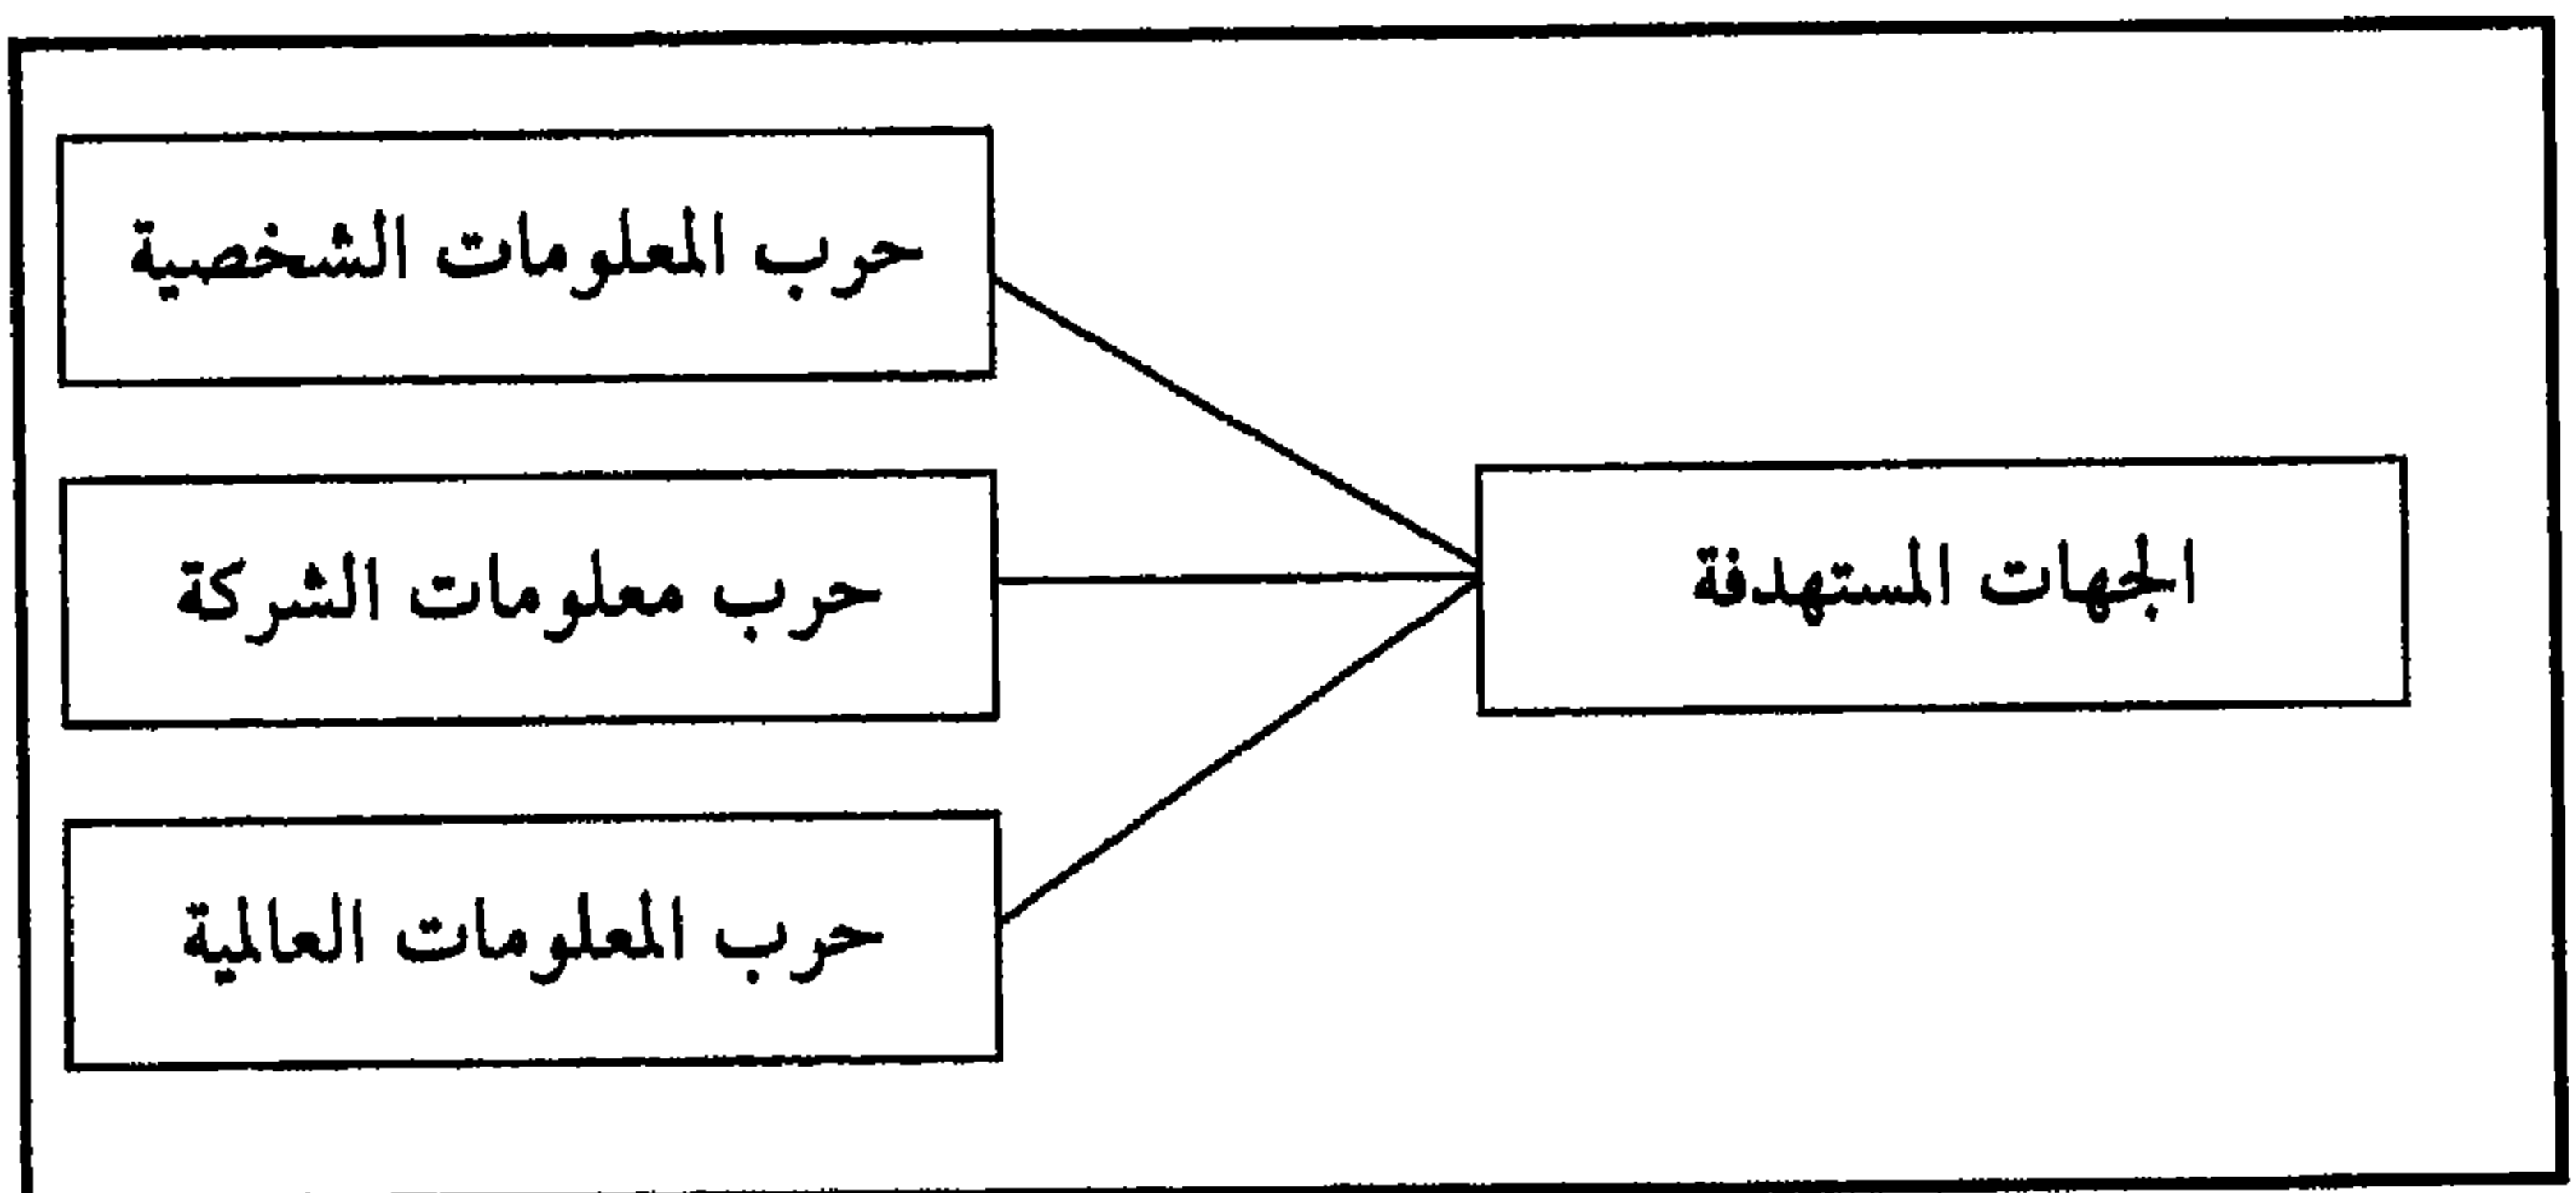 حرب المعلومات الشخصية
حرب معلومات الشركة
الجهات المستهدفة
حرب المعلومات العالمية